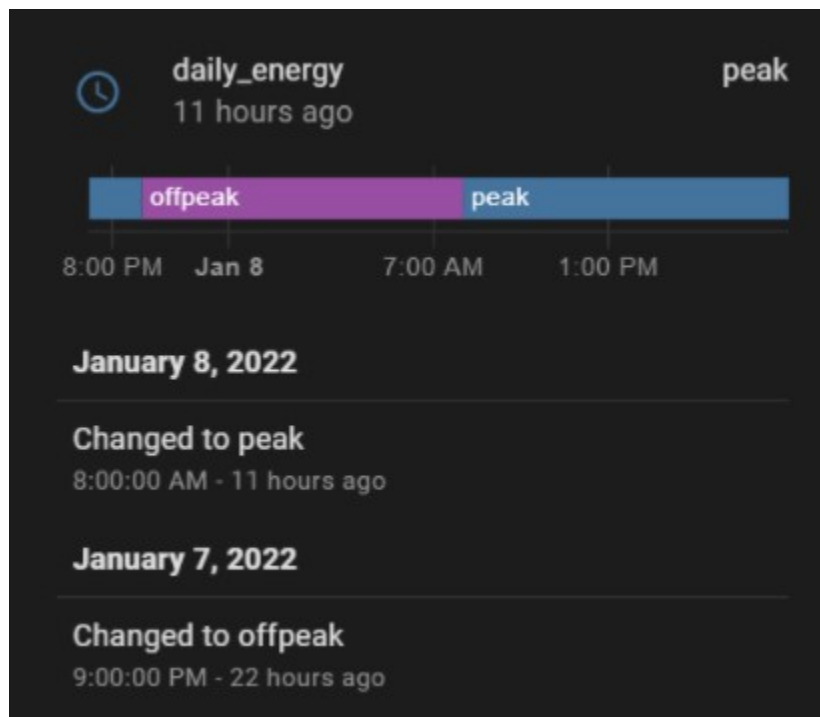 daily_energy peak
11 hours ago
offpeak peak
8:00 PM Jan 8 7:00 AM 1:00 PM
January 8, 2022
Changed to peak
8:00:00 AM - 11 hours ago
January 7, 2022
Changed to offpeak
9:00:00 PM - 22 hours ago